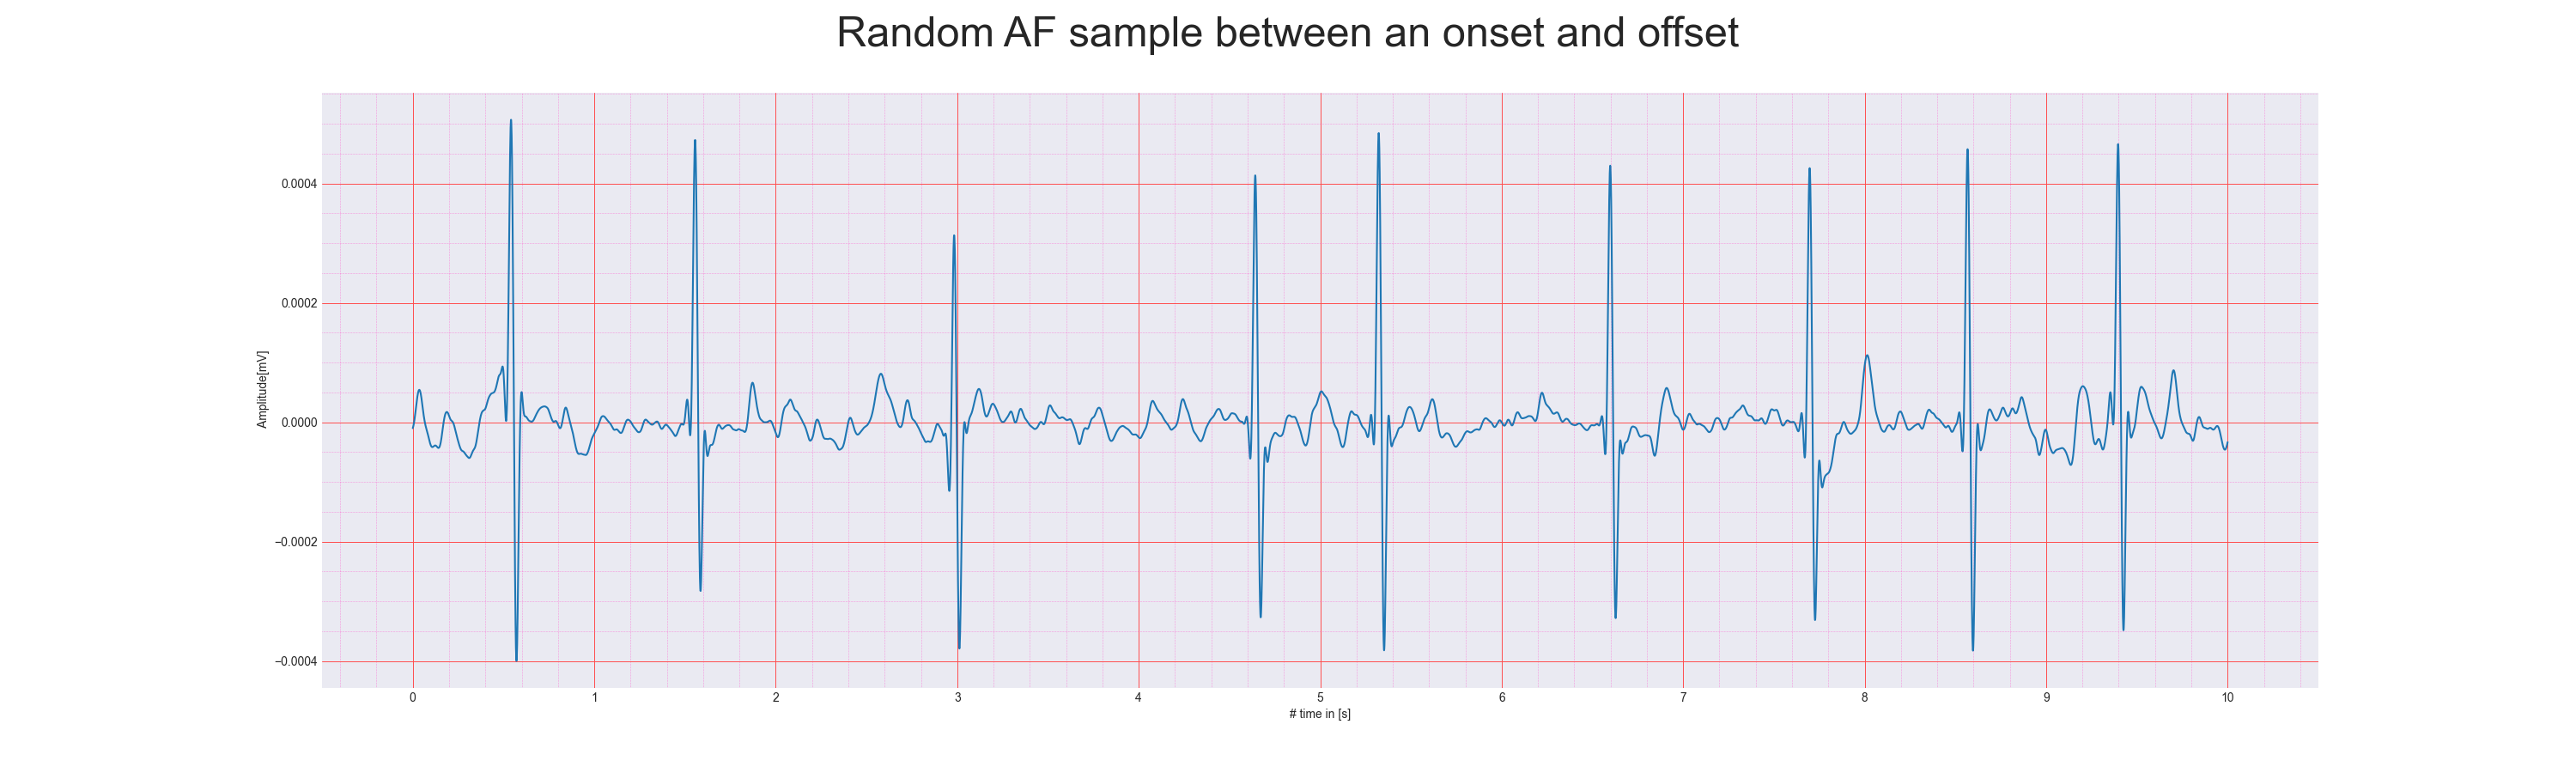 Random AF sample between an onset and offset
0.0004
0.0002
0.0000
−0.0002
−0.0004
Amplitude[mV]
0 1 2 3 4 5 6 7 8 9 10
# time in [s]